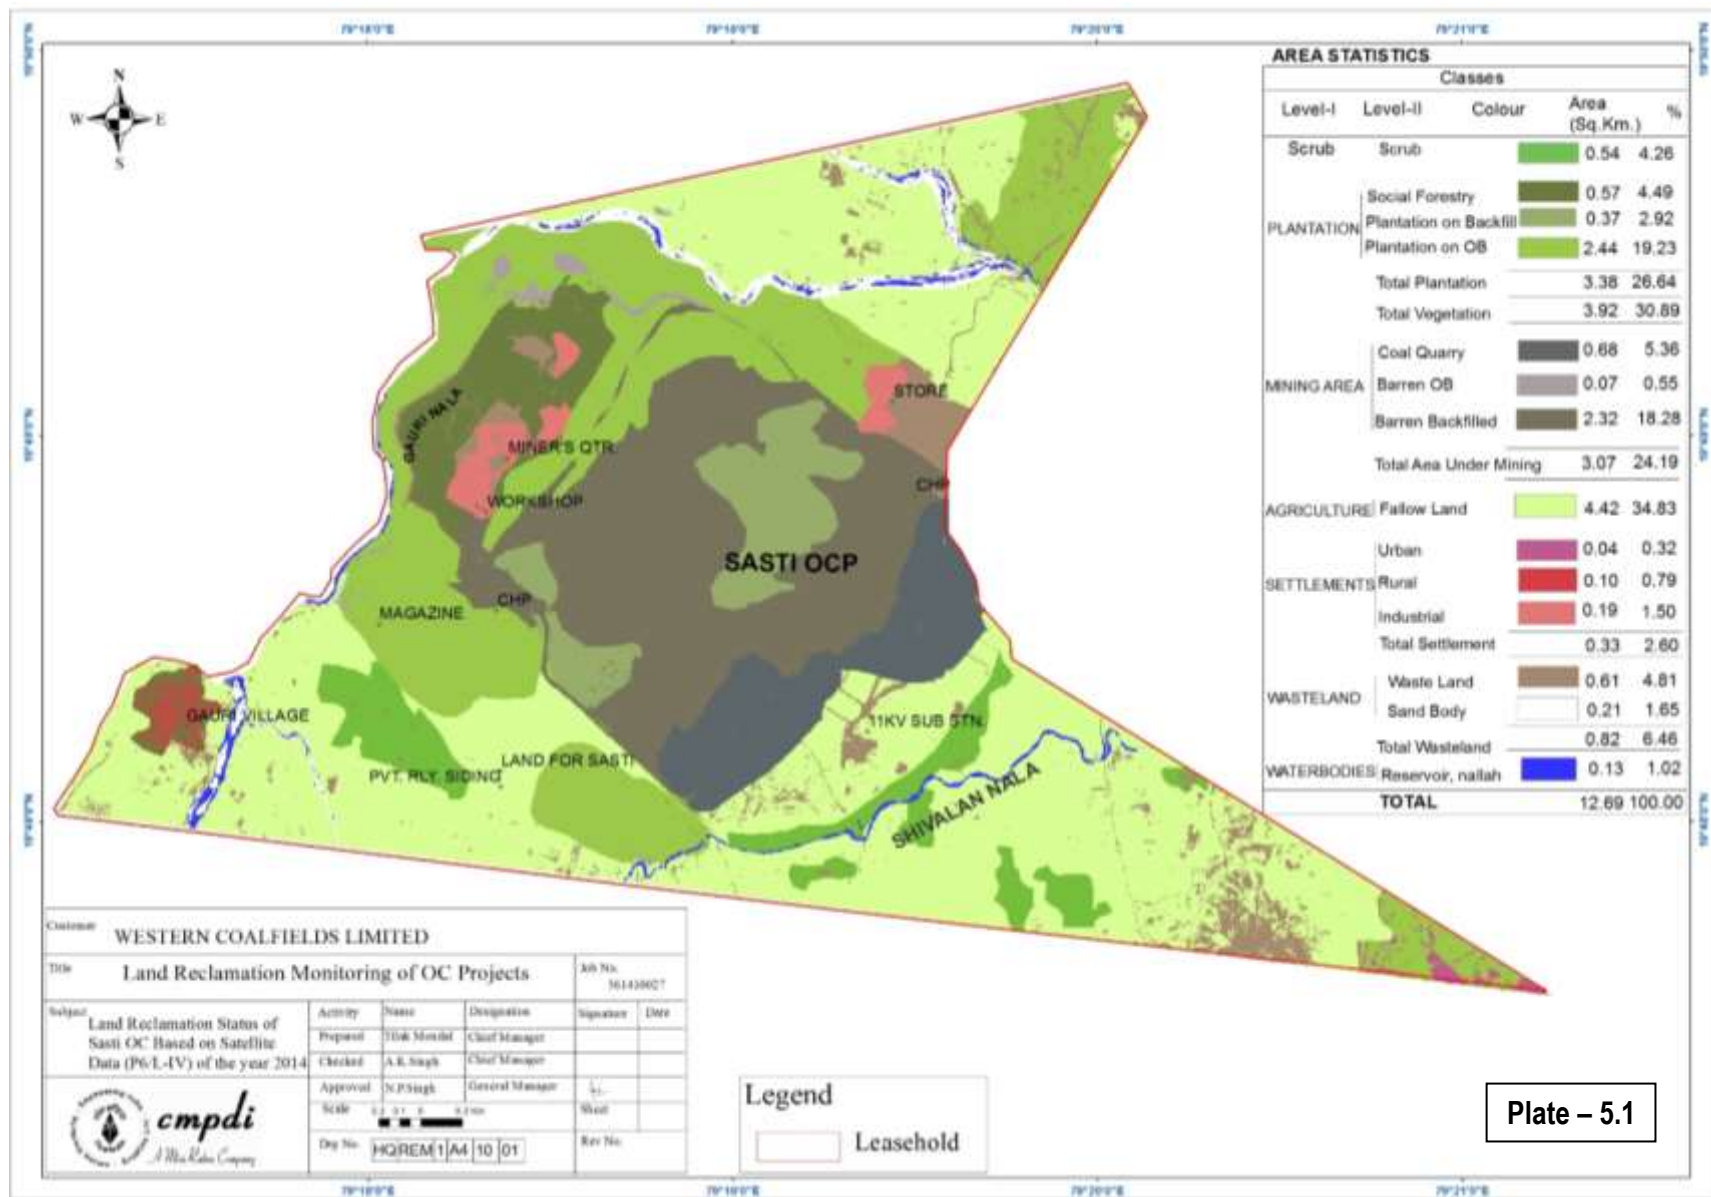 AREA STATISTICS
Classes
Level-I Level-II Colour Area (Sq.Km.) %
Scrub Scrub 0.54 4.26
PLANTATION
Social Forestry 0.57 4.49
Plantation on Backfill 0.37 2.92
Plantation on OB 2.44 19.23
Total Plantation 3.38 26.64
Total Vegetation 3.92 30.89
MINING AREA
Coal Quarry 0.68 5.36
Barren OB 0.07 0.55
Barren Backfilled 2.32 18.28
Total Aea Under Mining 3.07 24.19
AGRICULTURE Fallow Land 4.42 34.83
SETTLEMENTS
Urban 0.04 0.32
Rural 0.10 0.79
Industrial 0.19 1.50
Total Settlement 0.33 2.60
WASTELAND
Waste Land 0.61 4.81
Sand Body 0.21 1.65
Total Wasteland 0.82 6.46
WATERBODIES Reservoir, nallah 0.13 1.02
TOTAL 12.69 100.00
N
W E
S
GAURI NALA
STORE
MINER'S QTR.
WORKSHOP
CHP
SASTI OCP
CHP
MAGAZINE
GAURI VILLAGE
11KV SUB STN.
LAND FOR SASTI
PVT. RLY. SIDING
SHIVALAN NALA
WESTERN COALFIELDS LIMITED
Title Land Reclamation Monitoring of OC Projects Job No.
Subject Land Reclamation Status of
Sasti OC Based on Satellite
Data (P6/L-IV) of the year 2014
Activity Name Designation Signature Date
Prepared Chief Manager
Checked A.K. Singh Chief Manager
Approved N.P.Singh General Manager
Scale Sheet
Drg No. HQ REM 1 A4 10 01 Rev No.
cmpdi
Legend
Leasehold
Plate – 5.1